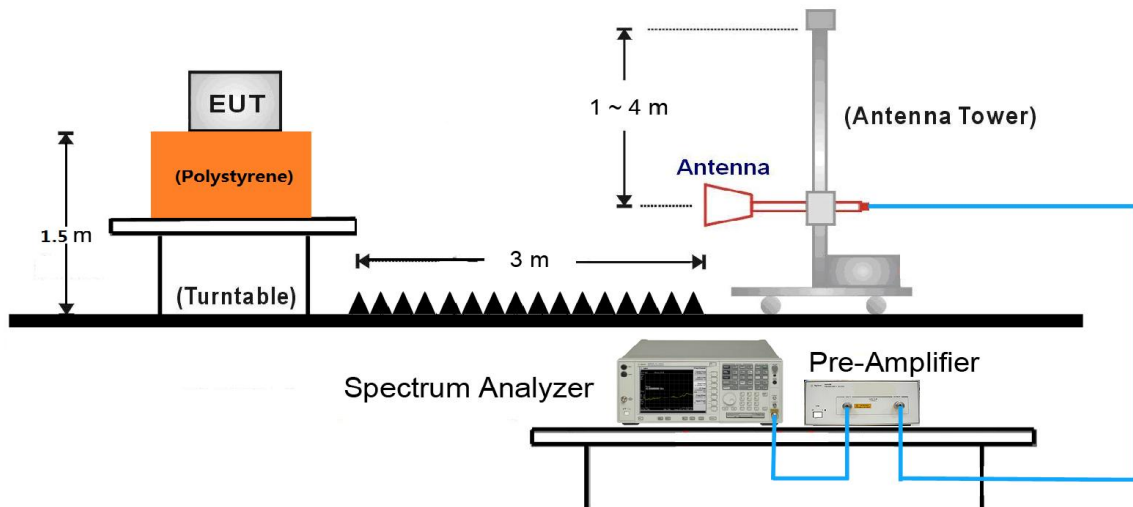 EUT
1 ~ 4 m
(Antenna Tower)
Antenna
(Polystyrene)
1.5 m
3 m
(Turntable)
Pre-Amplifier
Spectrum Analyzer